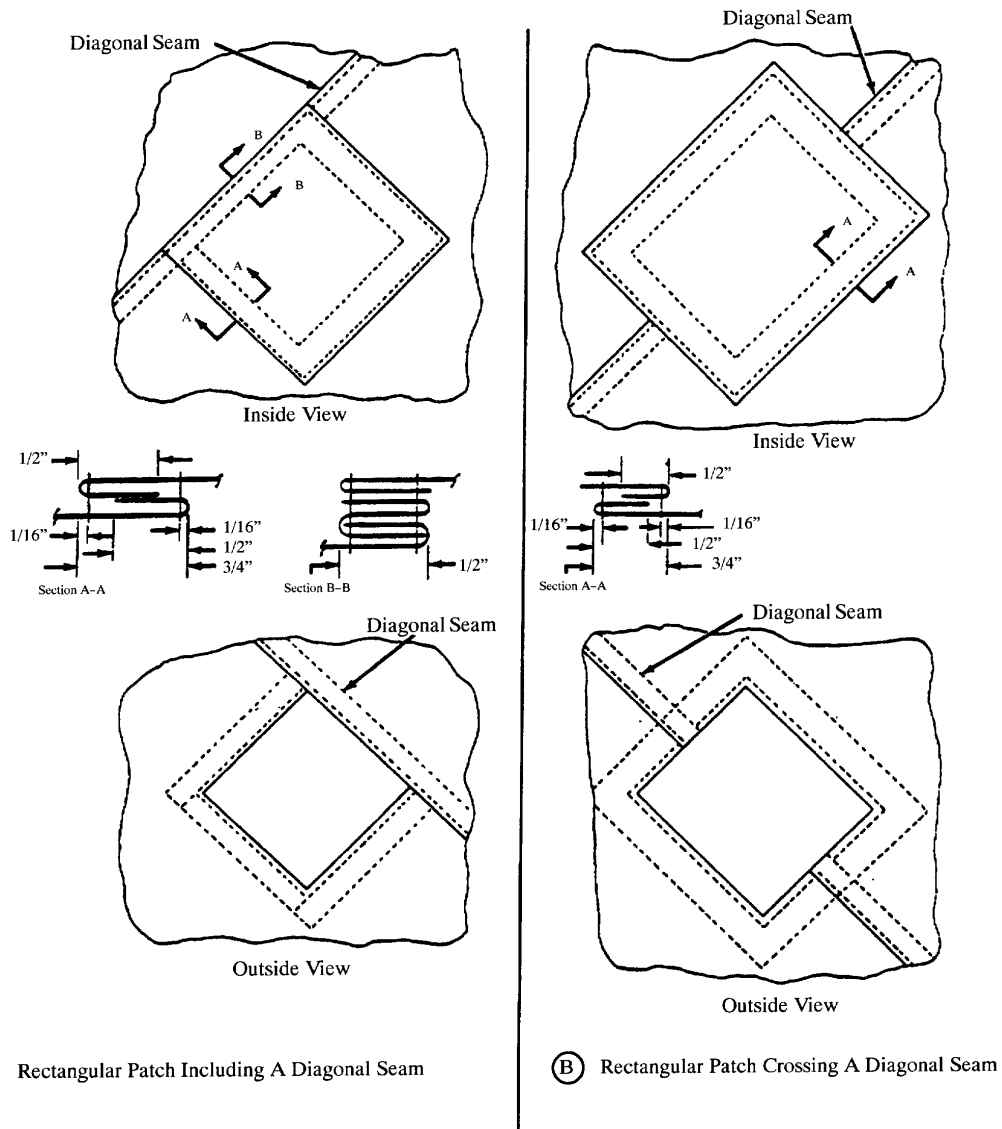 Diagonal Seam
B
B
A
A
Inside View
1/2”
1/16”
1/16”
1/2”
3/4”
Section A–A
1/2”
Section B–B
Diagonal Seam
Outside View
Rectangular Patch Including A Diagonal Seam
Diagonal Seam
A
A
Inside View
1/2”
1/16”
1/16”
1/2”
3/4”
Section A–A
Diagonal Seam
Outside View
B Rectangular Patch Crossing A Diagonal Seam